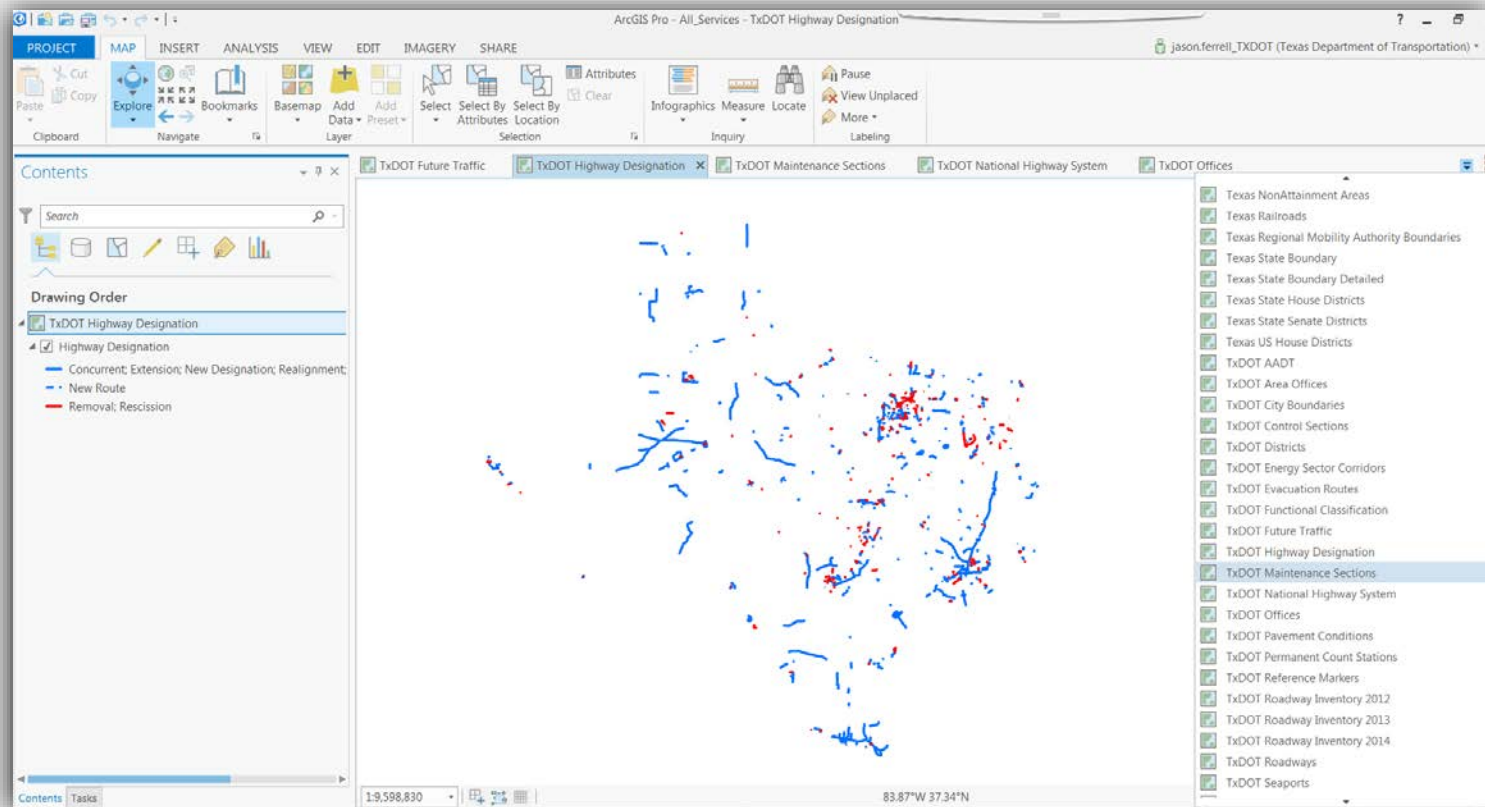 ArcGIS Pro - All_Services - TxDOT Highway Designation
?
PROJECT MAP INSERT ANALYSIS VIEW EDIT IMAGERY SHARE
jason.ferrell_TXDOT (Texas Department of Transportation)
Paste
Cut
Copy
Clipboard
Explore
Bookmarks
Navigate
Basemap
Add Data
Add Preset
Layer
Select
Select By Attributes
Select By Location
Attributes
Clear
Selection
Infographics
Measure
Locate
Inquiry
Pause
View Unplaced
More
Labeling
Contents
Search
Drawing Order
TxDOT Highway Designation
Highway Designation
Concurrent; Extension; New Designation; Realignment;
New Route
Removal; Rescission
Contents Tasks
TxDOT Future Traffic
TxDOT Highway Designation
TxDOT Maintenance Sections
TxDOT National Highway System
TxDOT Offices
Texas NonAttainment Areas
Texas Railroads
Texas Regional Mobility Authority Boundaries
Texas State Boundary
Texas State Boundary Detailed
Texas State House Districts
Texas State Senate Districts
Texas US House Districts
TxDOT AADT
TxDOT Area Offices
TxDOT City Boundaries
TxDOT Control Sections
TxDOT Districts
TxDOT Energy Sector Corridors
TxDOT Evacuation Routes
TxDOT Functional Classification
TxDOT Future Traffic
TxDOT Highway Designation
TxDOT Maintenance Sections
TxDOT National Highway System
TxDOT Offices
TxDOT Pavement Conditions
TxDOT Permanent Count Stations
TxDOT Reference Markers
TxDOT Roadway Inventory 2012
TxDOT Roadway Inventory 2013
TxDOT Roadway Inventory 2014
TxDOT Roadways
TxDOT Seaports
1:9,598,830
83.87°W 37.34°N